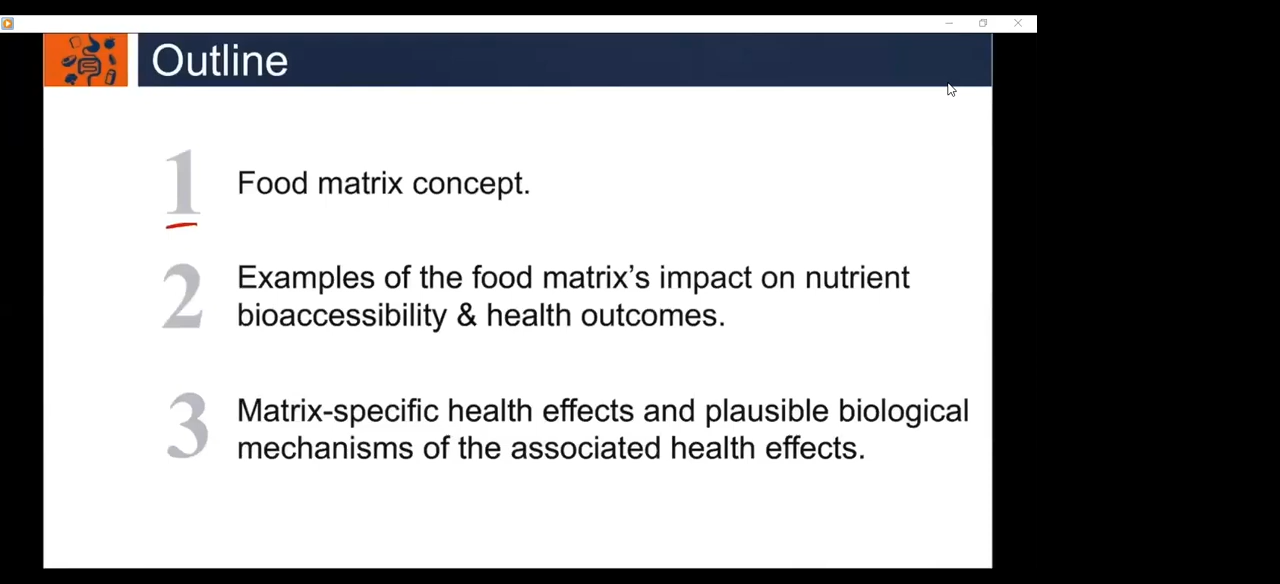 Outline
1 Food matrix concept.
2 Examples of the food matrix’s impact on nutrient
bioaccessibility & health outcomes.
3 Matrix-specific health effects and plausible biological
mechanisms of the associated health effects.